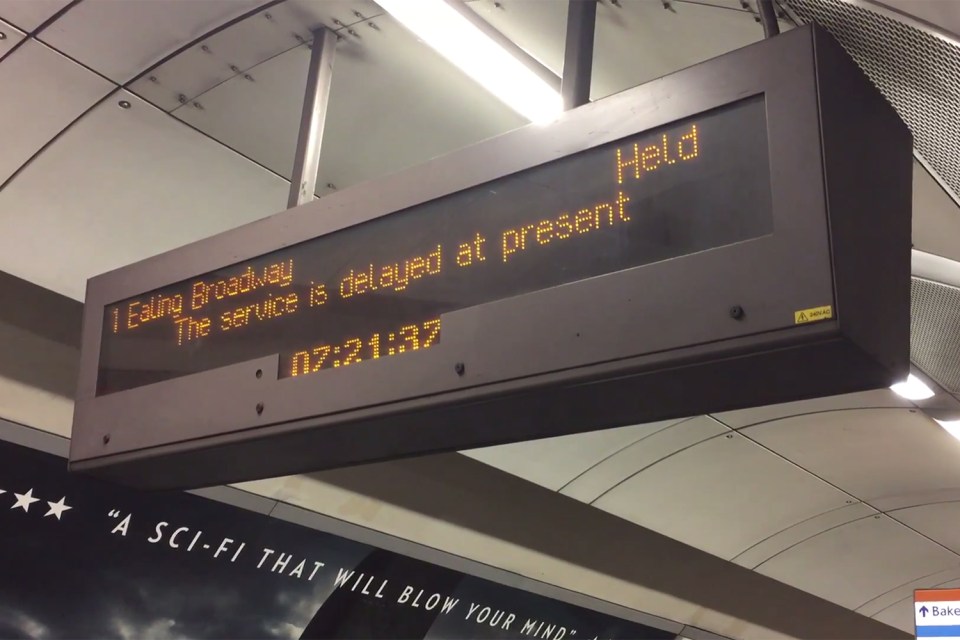 1 Ealing Broadway Held
The service is delayed at present
07:21:37
"A SCI-FI THAT WILL BLOW YOUR MIND"
↑ Bake